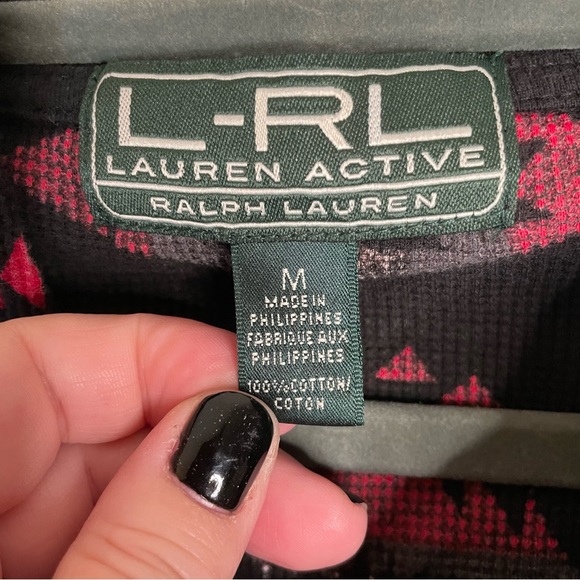 L-RL
LAUREN ACTIVE
RALPH LAUREN
M
MADE IN
PHILIPPINES
FABRIQUE AUX
PHILIPPINES
100% COTTON/
COTON